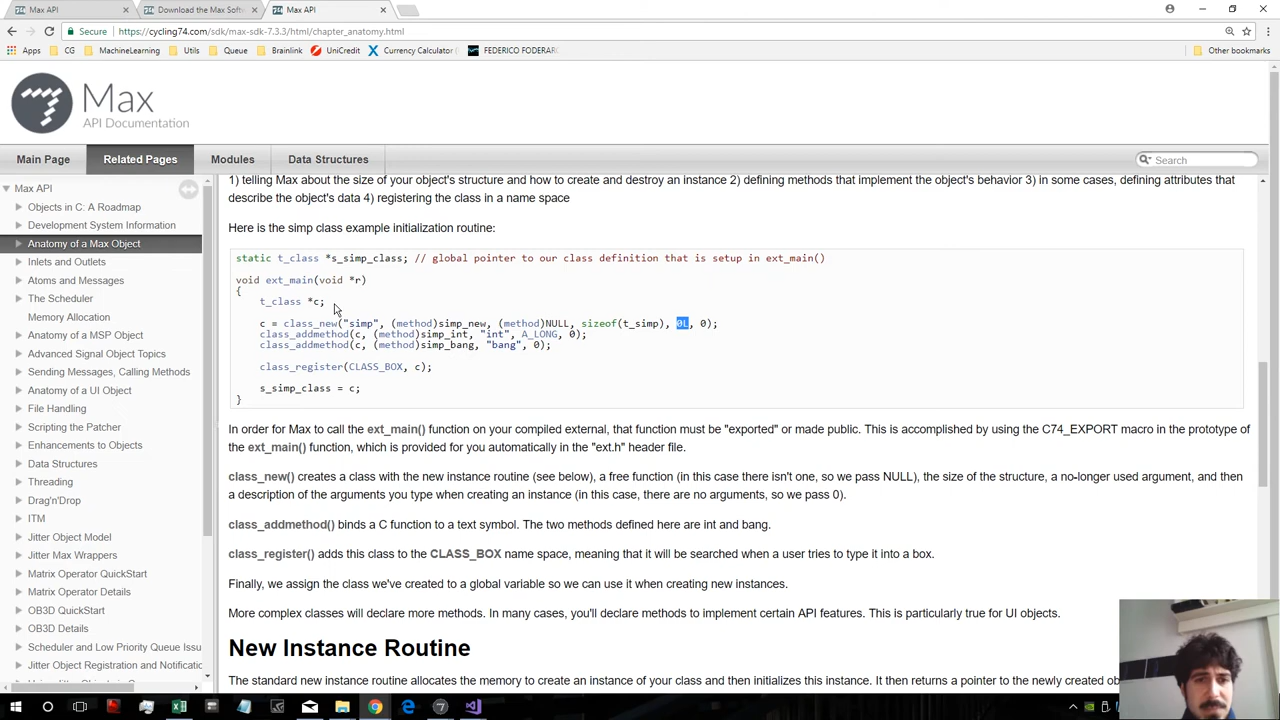 Max API
Download the Max Softw
Max API
Secure
https://cycling74.com/sdk/max-sdk-7.3.3/html/chapter_anatomy.html
Apps
CG
MachineLearning
Utils
Queue
Brainlink
UniCredit
Currency Calculator (
FEDERICO FODERARO
Other bookmarks
Max
API Documentation
Main Page
Related Pages
Modules
Data Structures
Search
Max API
Objects in C: A Roadmap
Development System Information
Anatomy of a Max Object
Inlets and Outlets
Atoms and Messages
The Scheduler
Memory Allocation
Anatomy of a MSP Object
Advanced Signal Object Topics
Sending Messages, Calling Methods
Anatomy of a UI Object
File Handling
Scripting the Patcher
Enhancements to Objects
Data Structures
Threading
Drag'n'Drop
ITM
Jitter Object Model
Jitter Max Wrappers
Matrix Operator QuickStart
Matrix Operator Details
OB3D QuickStart
OB3D Details
Scheduler and Low Priority Queue Issu
Jitter Object Registration and Notificatio
1) telling Max about the size of your object's structure and how to create and destroy an instance 2) defining methods that implement the object's behavior 3) in some cases, defining attributes that
describe the object's data 4) registering the class in a name space
Here is the simp class example initialization routine:
static t_class *s_simp_class; // global pointer to our class definition that is setup in ext_main()
void ext_main(void *r)
{
t_class *c;
c = class_new("simp", (method)simp_new, (method)NULL, sizeof(t_simp), 0L, 0);
class_addmethod(c, (method)simp_int, "int", A_LONG, 0);
class_addmethod(c, (method)simp_bang, "bang", 0);
class_register(CLASS_BOX, c);
s_simp_class = c;
}
In order for Max to call the ext_main() function on your compiled external, that function must be "exported" or made public. This is accomplished by using the C74_EXPORT macro in the prototype of
the ext_main() function, which is provided for you automatically in the "ext.h" header file.
class_new() creates a class with the new instance routine (see below), a free function (in this case there isn't one, so we pass NULL), the size of the structure, a no-longer used argument, and then
a description of the arguments you type when creating an instance (in this case, there are no arguments, so we pass 0).
class_addmethod() binds a C function to a text symbol. The two methods defined here are int and bang.
class_register() adds this class to the CLASS_BOX name space, meaning that it will be searched when a user tries to type it into a box.
Finally, we assign the class we've created to a global variable so we can use it when creating new instances.
More complex classes will declare more methods. In many cases, you'll declare methods to implement certain API features. This is particularly true for UI objects.
New Instance Routine
The standard new instance routine allocates the memory to create an instance of your class and then initializes this instance. It then returns a pointer to the newly created ob